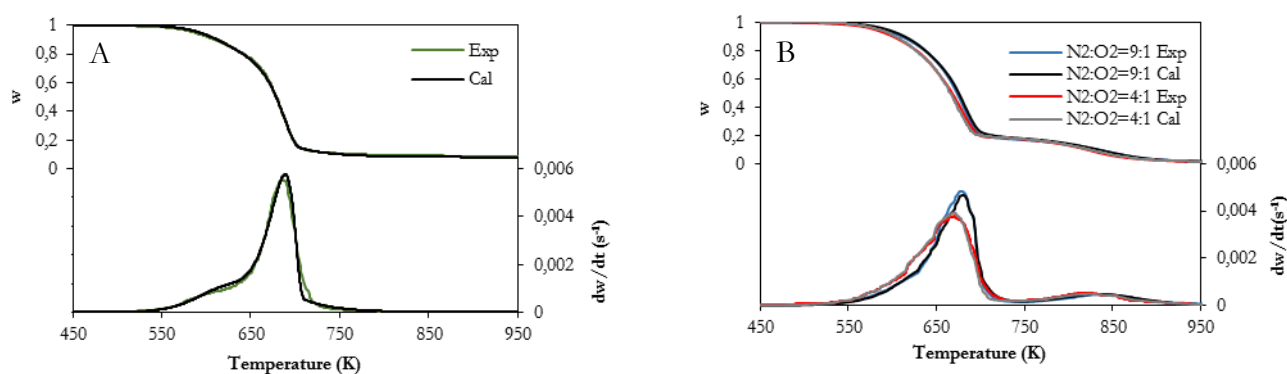 A
Exp
Cal
w
1
0,8
0,6
0,4
0,2
0
0,006
0,004
0,002
0
dw/dt (s⁻¹)
450 550 650 750 850 950
Temperature (K)
B
N2:O2=9:1 Exp
N2:O2=9:1 Cal
N2:O2=4:1 Exp
N2:O2=4:1 Cal
w
1
0,8
0,6
0,4
0,2
0
0,006
0,004
0,002
0
dw/dt(s⁻¹)
450 550 650 750 850 950
Temperature (K)